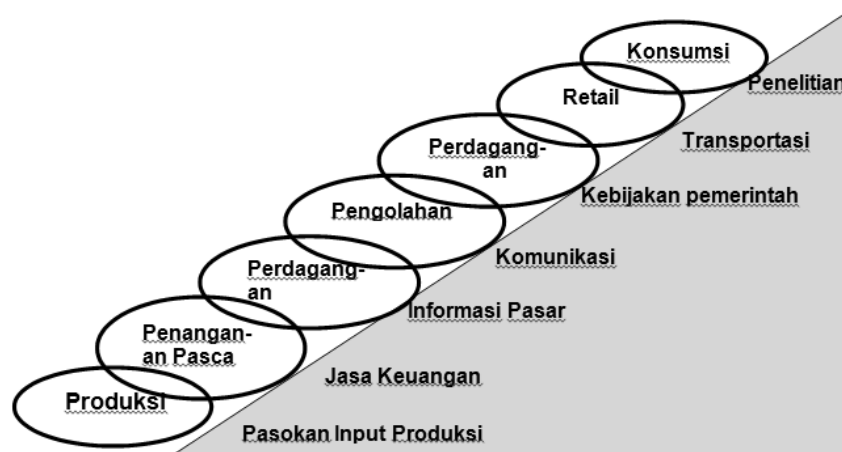 Konsumsi
Penelitian
Retail
Transportasi
Perdagang-
an
Kebijakan pemerintah
Pengolahan
Komunikasi
Perdagang-
an
Informasi Pasar
Penangan-
an Pasca
Jasa Keuangan
Produksi
Pasokan Input Produksi